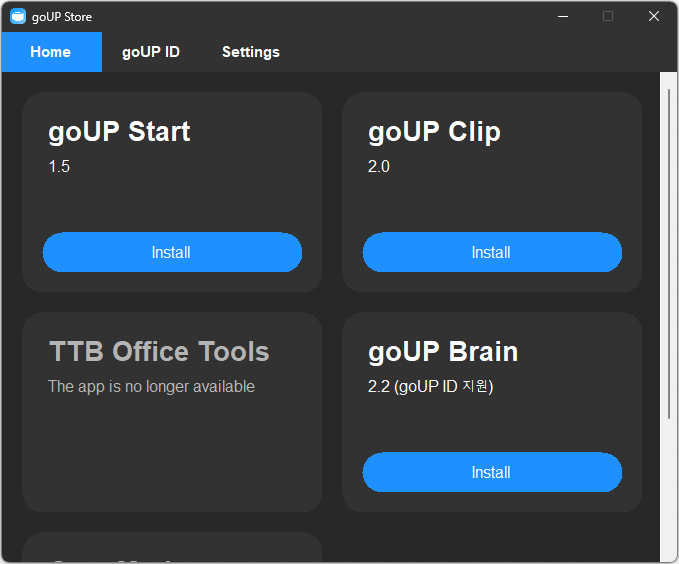 goUP Store
Home goUP ID Settings
goUP Start
1.5
Install
goUP Clip
2.0
Install
TTB Office Tools
The app is no longer available
goUP Brain
2.2 (goUP ID 지원)
Install